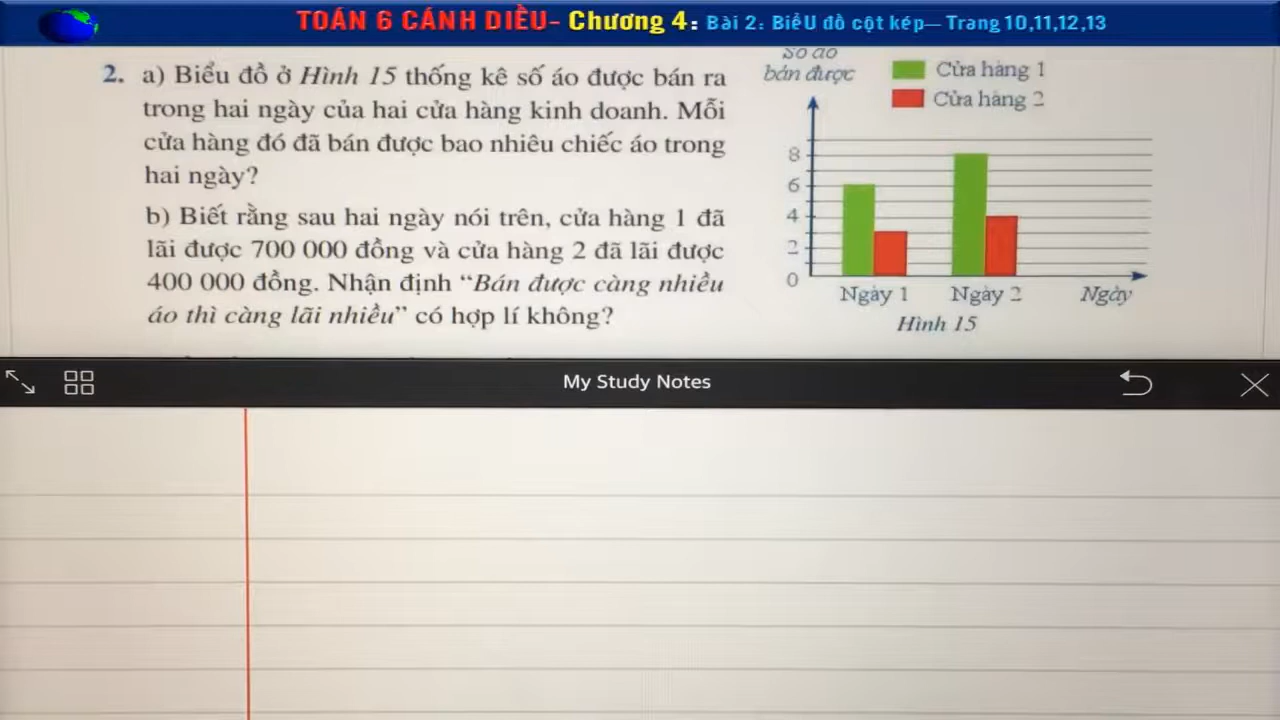 TOÁN 6 CÁNH DIỀU- Chương 4: Bài 2: BiểU đồ cột kép— Trang 10,11,12,13
2. a) Biểu đồ ở Hình 15 thống kê số áo được bán ra
trong hai ngày của hai cửa hàng kinh doanh. Mỗi
cửa hàng đó đã bán được bao nhiêu chiếc áo trong
hai ngày?
b) Biết rằng sau hai ngày nói trên, cửa hàng 1 đã
lãi được 700 000 đồng và cửa hàng 2 đã lãi được
400 000 đồng. Nhận định “Bán được càng nhiều
áo thì càng lãi nhiều” có hợp lí không?
Số áo
bán được
Cửa hàng 1
Cửa hàng 2
8
6
4
2
0
Ngày 1 Ngày 2 Ngày
Hình 15
My Study Notes